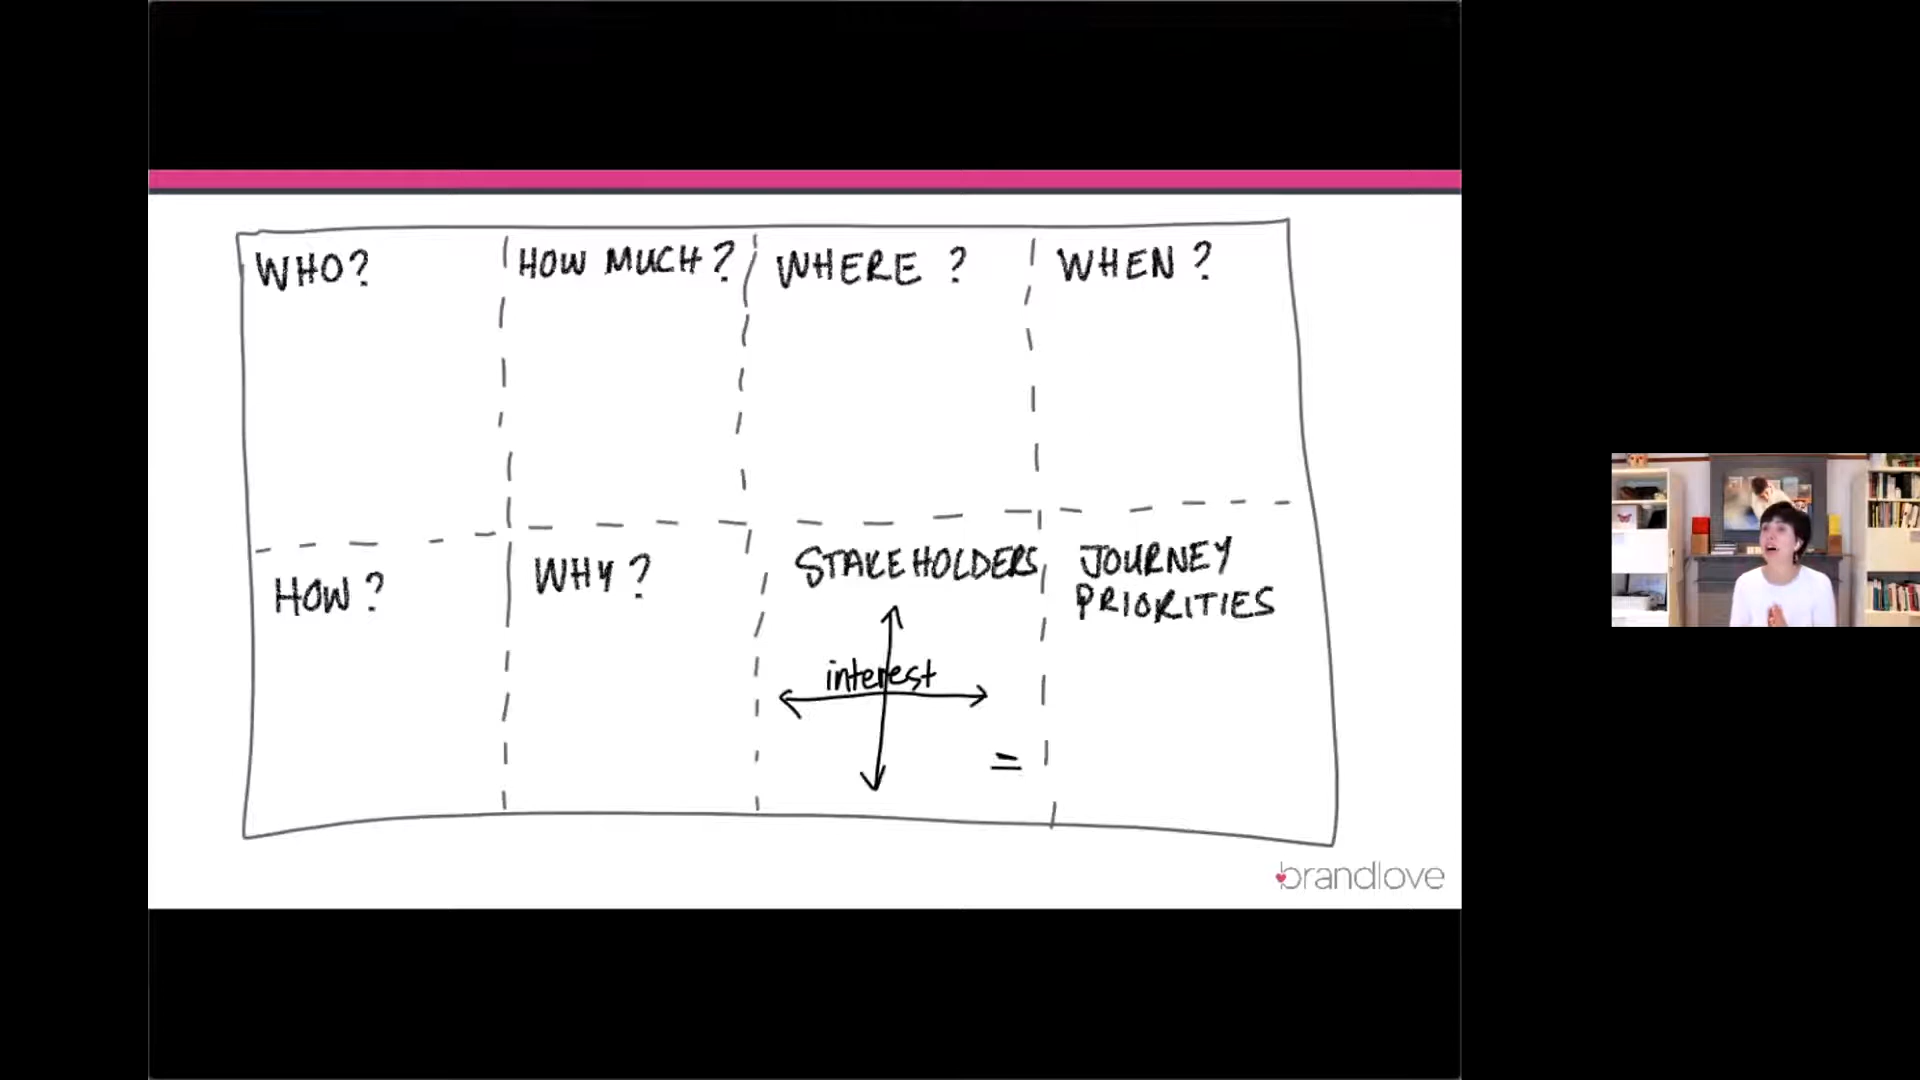 WHO?
HOW MUCH?
WHERE ?
WHEN ?
HOW ?
WHY ?
STAKEHOLDERS
interest
=
JOURNEY
PRIORITIES
brandlove